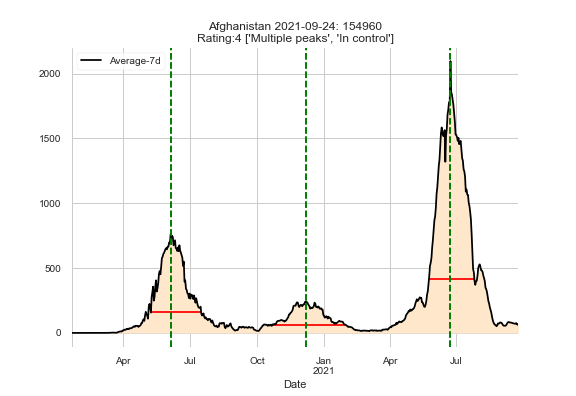 Afghanistan 2021-09-24: 154960
Rating:4 ['Multiple peaks', 'In control']
Average-7d
2000
1500
1000
500
0
Apr Jul Oct Jan Apr Jul
2021
Date